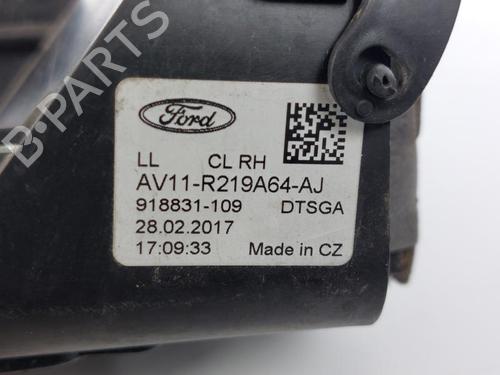 Ford
LL CL RH
AV11-R219A64-AJ
918831-109 DTSGA
28.02.2017
17:09:33 Made in CZ
B-PARTS